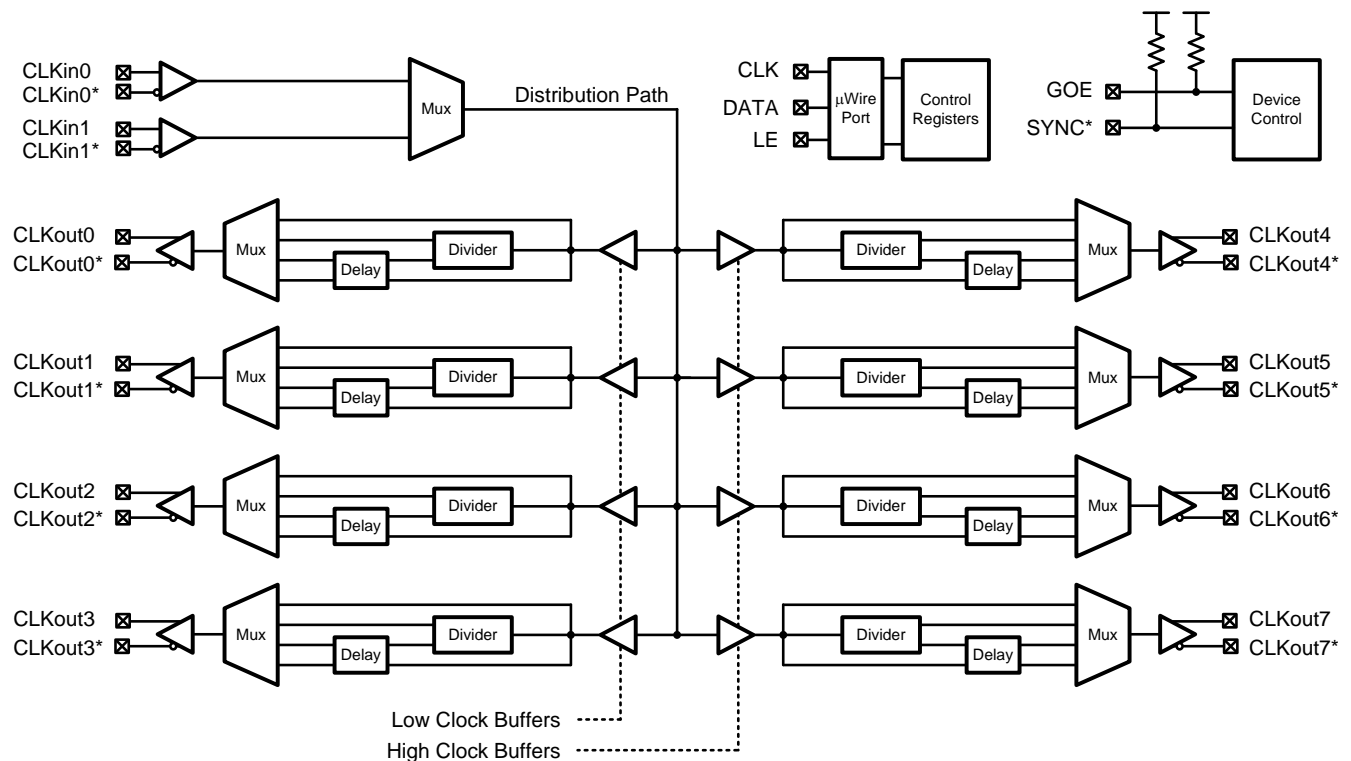 CLKin0
CLKin0*
CLKin1
CLKin1*
Mux
Distribution Path
CLK
DATA
LE
μWire
Port
Control
Registers
GOE
SYNC*
Device
Control
CLKout0
CLKout0*
Mux
Delay
Divider
Divider
Delay
Mux
CLKout4
CLKout4*
CLKout1
CLKout1*
Mux
Delay
Divider
Divider
Delay
Mux
CLKout5
CLKout5*
CLKout2
CLKout2*
Mux
Delay
Divider
Divider
Delay
Mux
CLKout6
CLKout6*
CLKout3
CLKout3*
Mux
Delay
Divider
Divider
Delay
Mux
CLKout7
CLKout7*
Low Clock Buffers
High Clock Buffers